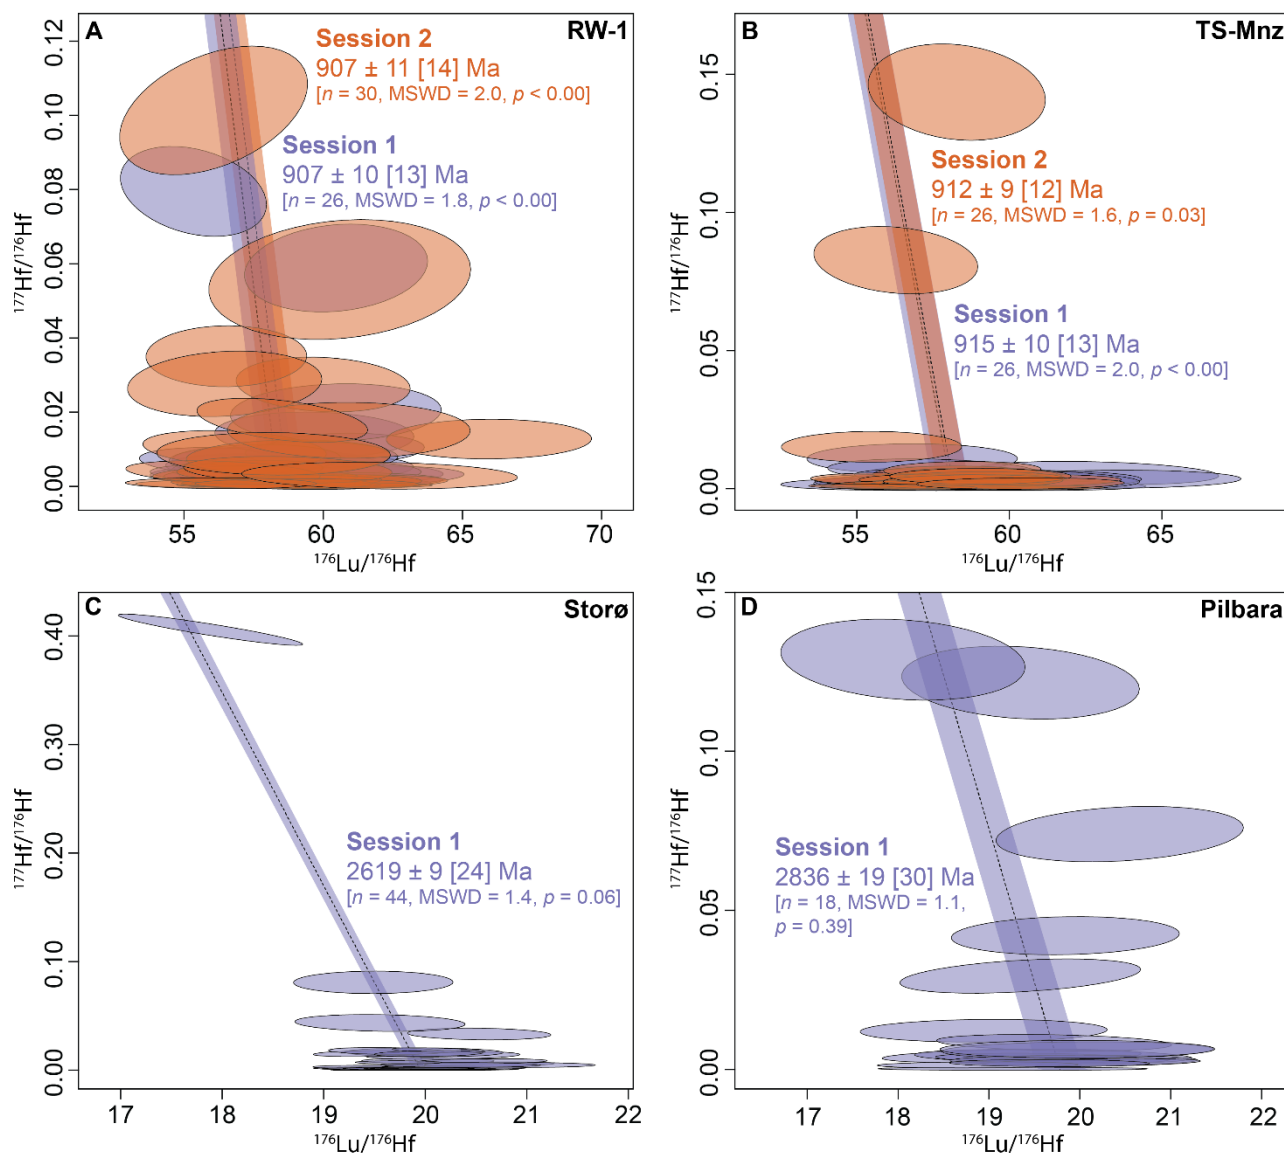 A
RW-1
Session 2
907 ± 11 [14] Ma
[n = 30, MSWD = 2.0, p < 0.00]
Session 1
907 ± 10 [13] Ma
[n = 26, MSWD = 1.8, p < 0.00]
0.12
0.10
0.08
0.06
0.04
0.02
0.00
¹⁷⁷Hf/¹⁷⁶Hf
55
60
65
70
¹⁷⁶Lu/¹⁷⁶Hf
B
TS-Mnz
Session 2
912 ± 9 [12] Ma
[n = 26, MSWD = 1.6, p = 0.03]
Session 1
915 ± 10 [13] Ma
[n = 26, MSWD = 2.0, p < 0.00]
0.15
0.10
0.05
0.00
¹⁷⁷Hf/¹⁷⁶Hf
55
60
65
¹⁷⁶Lu/¹⁷⁶Hf
C
Storø
Session 1
2619 ± 9 [24] Ma
[n = 44, MSWD = 1.4, p = 0.06]
0.40
0.30
0.20
0.10
0.00
¹⁷⁷Hf/¹⁷⁶Hf
17
18
19
20
21
22
¹⁷⁶Lu/¹⁷⁶Hf
D
Pilbara
Session 1
2836 ± 19 [30] Ma
[n = 18, MSWD = 1.1,
p = 0.39]
0.15
0.10
0.05
0.00
¹⁷⁷Hf/¹⁷⁶Hf
17
18
19
20
21
22
¹⁷⁶Lu/¹⁷⁶Hf